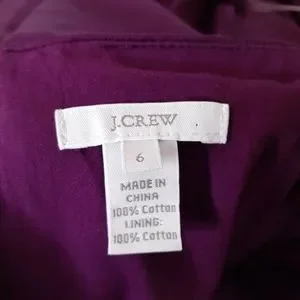 J.CREW
6
MADE IN
CHINA
100% Cotton
LINING:
100% Cotton